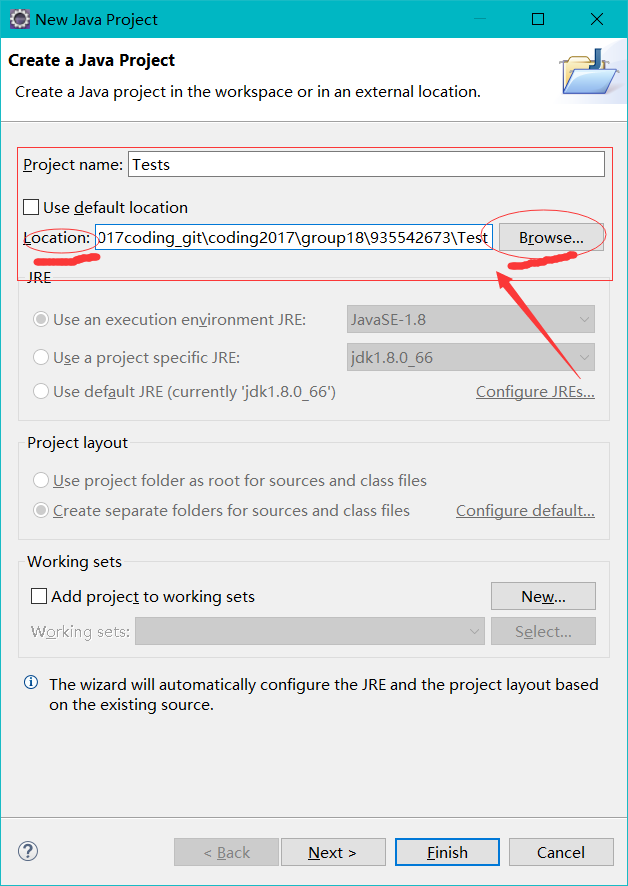 New Java Project
Create a Java Project
Create a Java project in the workspace or in an external location.
Project name: Tests
Use default location
Location: 017coding_git\coding2017\group18\935542673\Test Browse...
JRE
Use an execution environment JRE: JavaSE-1.8
Use a project specific JRE: jdk1.8.0_66
Use default JRE (currently 'jdk1.8.0_66') Configure JREs...
Project layout
Use project folder as root for sources and class files
Create separate folders for sources and class files Configure default...
Working sets
Add project to working sets New...
Working sets: Select...
The wizard will automatically configure the JRE and the project layout based
on the existing source.
? < Back Next > Finish Cancel